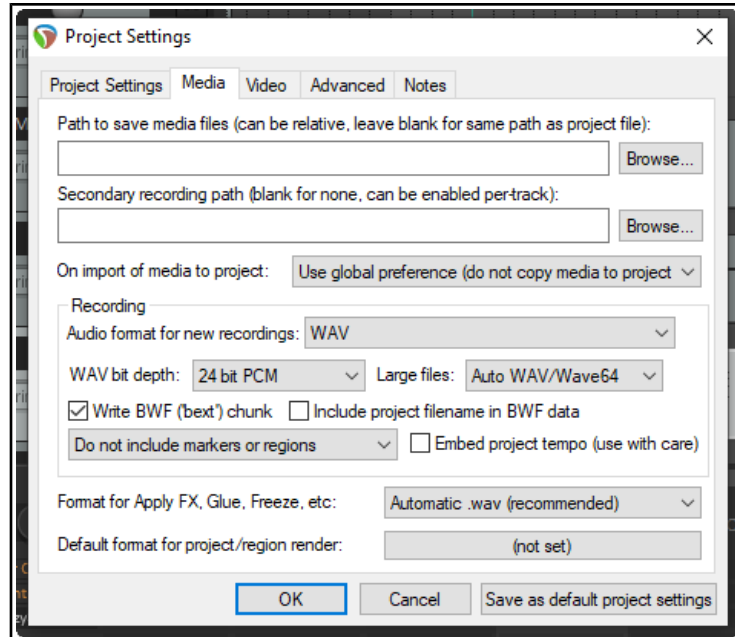 Project Settings
Project Settings Media Video Advanced Notes
Path to save media files (can be relative, leave blank for same path as project file):
Browse...
Secondary recording path (blank for none, can be enabled per-track):
Browse...
On import of media to project: Use global preference (do not copy media to project
Recording
Audio format for new recordings: WAV
WAV bit depth: 24 bit PCM Large files: Auto WAV/Wave64
Write BWF ('bext') chunk Include project filename in BWF data
Do not include markers or regions Embed project tempo (use with care)
Format for Apply FX, Glue, Freeze, etc: Automatic .wav (recommended)
Default format for project/region render: (not set)
OK Cancel Save as default project settings